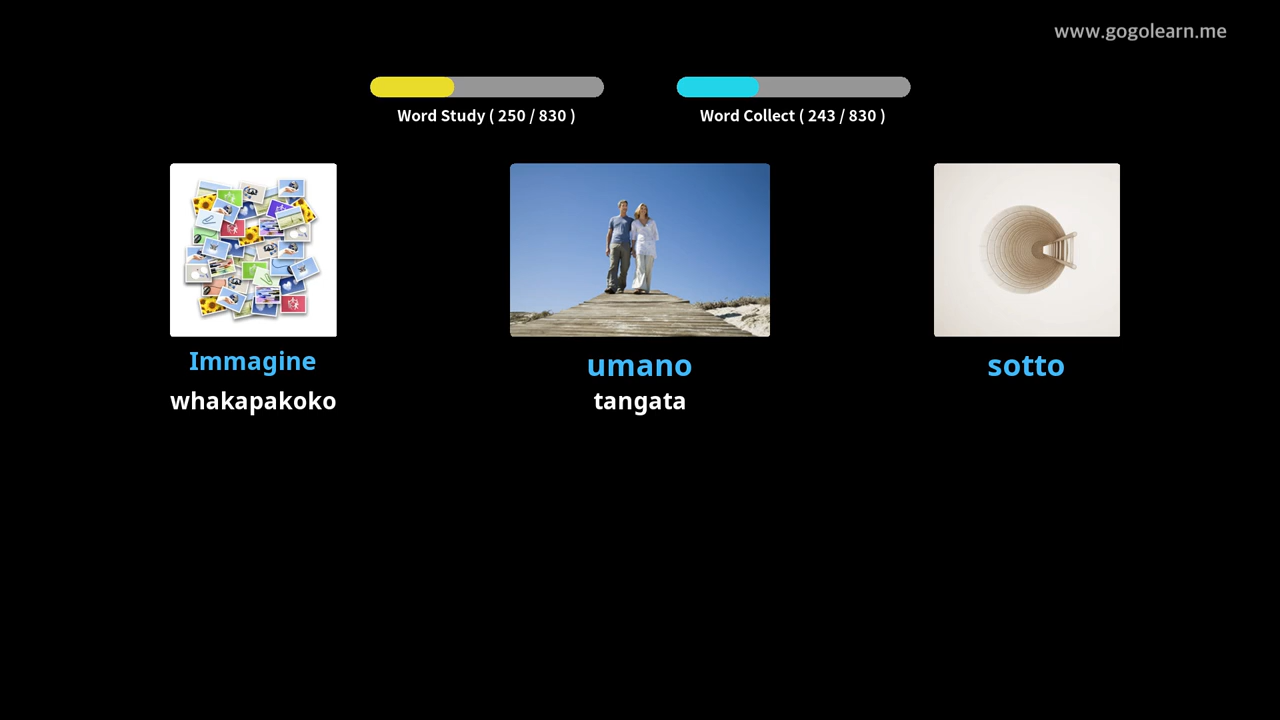 www.gogolearn.me
Word Study ( 250 / 830 )
Word Collect ( 243 / 830 )
Immagine
whakapakoko
umano
tangata
sotto